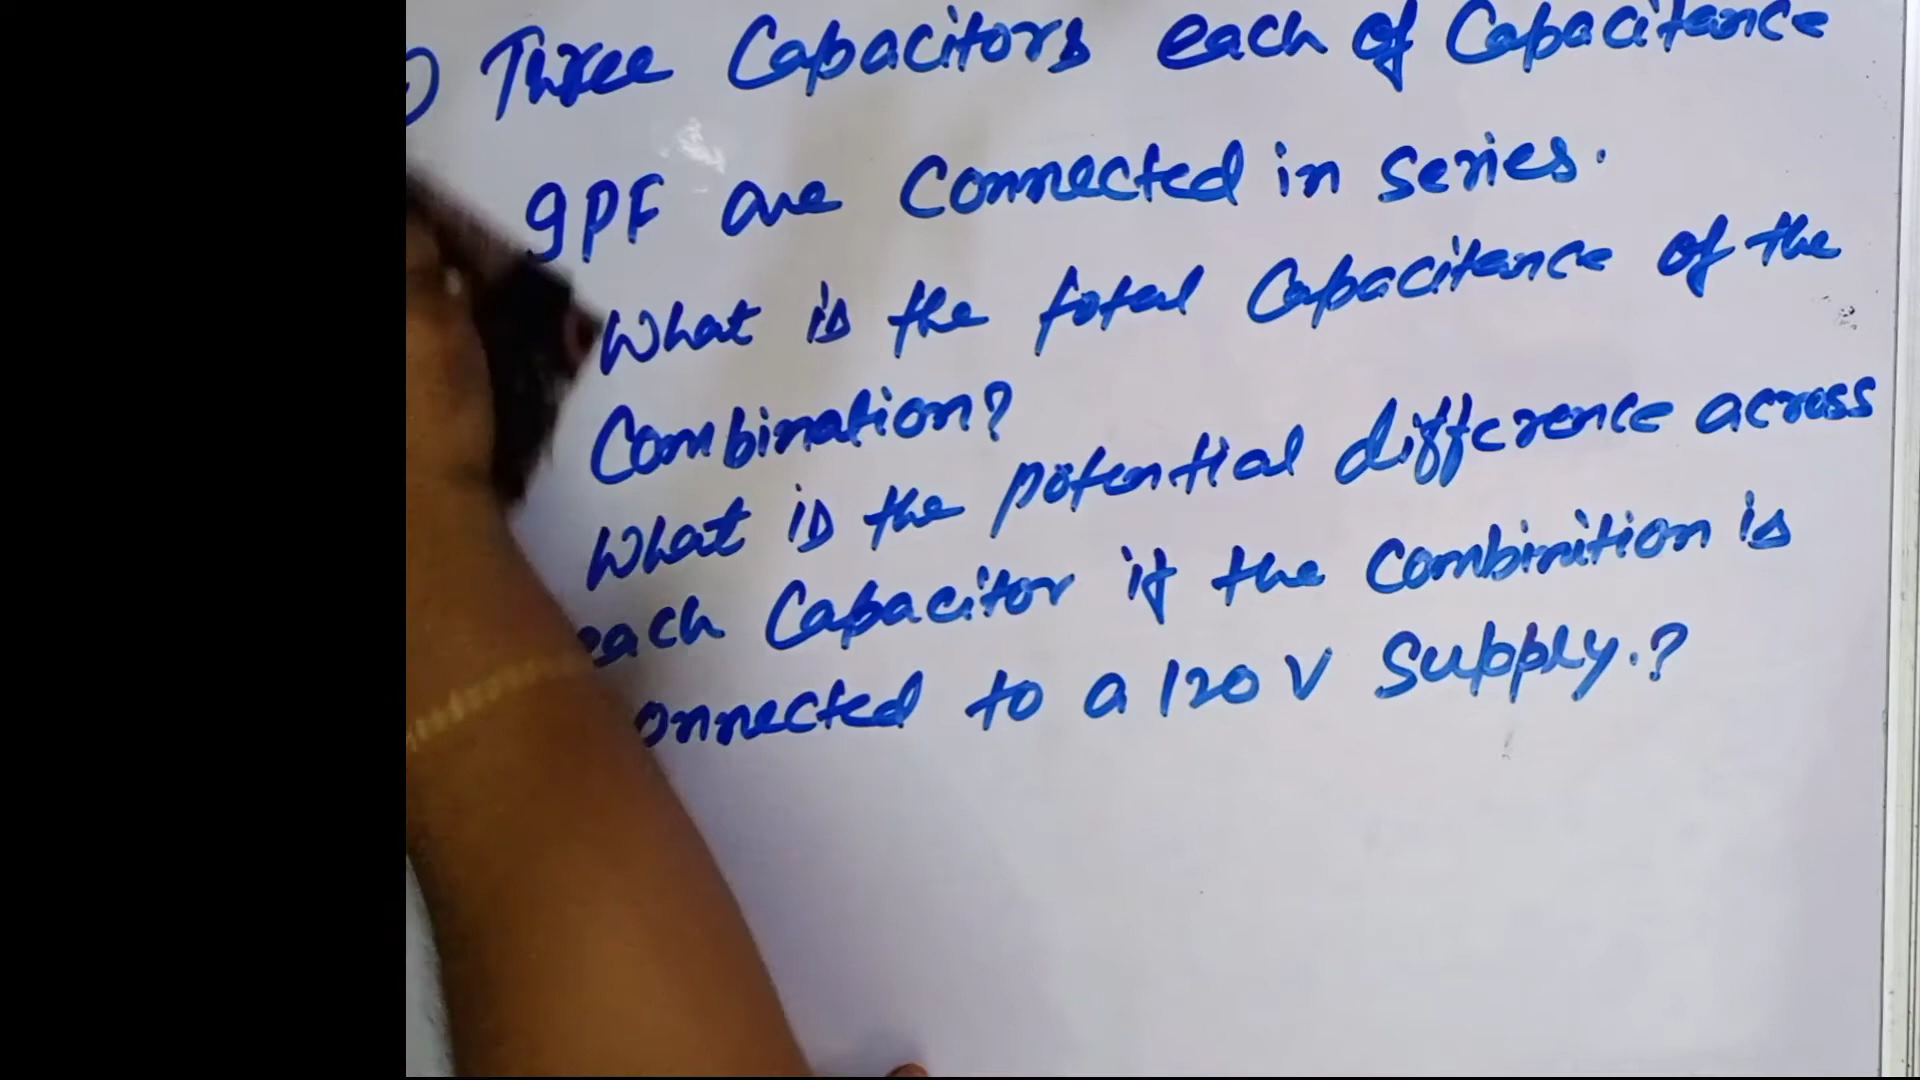 ) Three Capacitors each of Capacitance
9PF are Connected in series.
What is the total Capacitance of the
Combination?
What is the potential difference across
each Capacitor if the Combinition is
onnected to a 120 V Supply.?